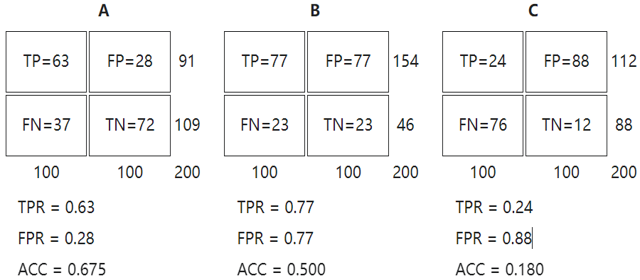 A B C
TP=63 FP=28 91 TP=77 FP=77 154 TP=24 FP=88 112
FN=37 TN=72 109 FN=23 TN=23 46 FN=76 TN=12 88
100 100 200 100 100 200 100 100 200
TPR = 0.63 TPR = 0.77 TPR = 0.24
FPR = 0.28 FPR = 0.77 FPR = 0.88
ACC = 0.675 ACC = 0.500 ACC = 0.180